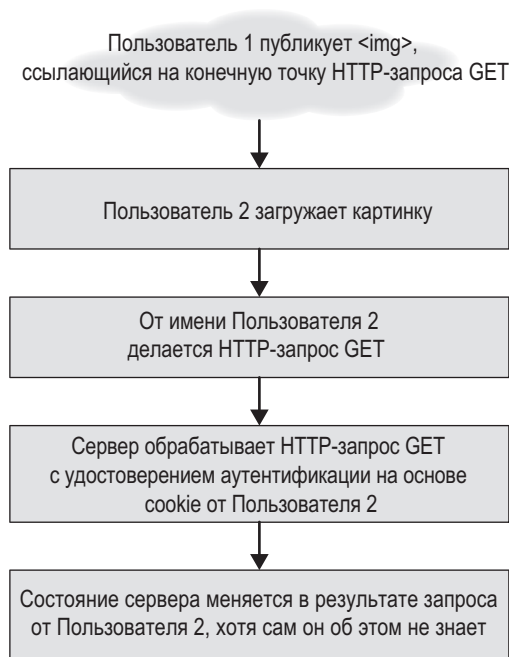 Пользователь 1 публикует <img>,
ссылающийся на конечную точку HTTP-запроса GET
Пользователь 2 загружает картинку
От имени Пользователя 2
делается HTTP-запрос GET
Сервер обрабатывает HTTP-запрос GET
с удостоверением аутентификации на основе
cookie от Пользователя 2
Состояние сервера меняется в результате запроса
от Пользователя 2, хотя сам он об этом не знает